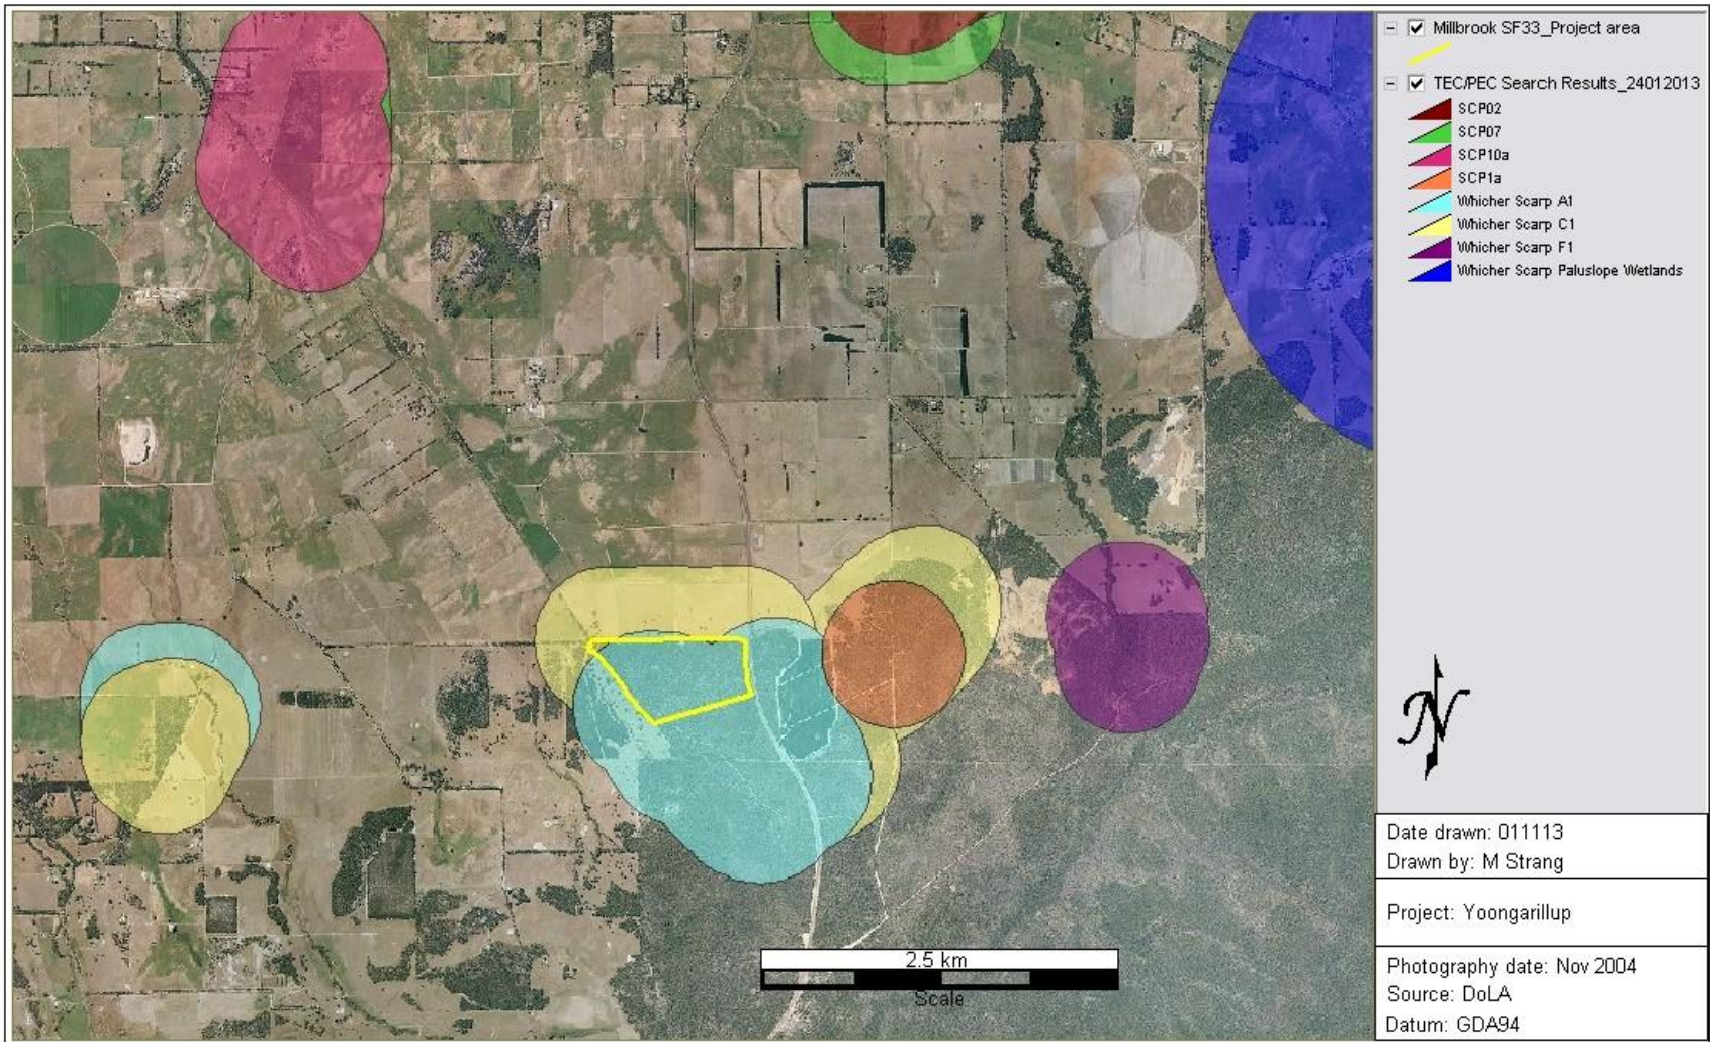 Millbrook SF33_Project area
TEC/PEC Search Results_24012013
SCP02
SCP07
SCP10a
SCP1a
Whicher Scarp A1
Whicher Scarp C1
Whicher Scarp F1
Whicher Scarp Paluslope Wetlands
N
2.5 km
Scale
Date drawn: 011113
Drawn by: M Strang
Project: Yoongarillup
Photography date: Nov 2004
Source: DoLA
Datum: GDA94